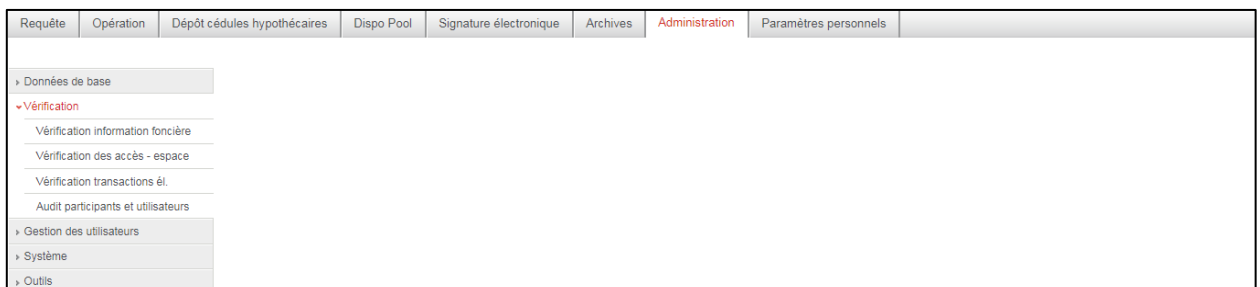 Requête Opération Dépôt cédules hypothécaires Dispo Pool Signature électronique Archives Administration Paramètres personnels
Données de base
Vérification
Vérification information foncière
Vérification des accès - espace
Vérification transactions él.
Audit participants et utilisateurs
Gestion des utilisateurs
Système
Outils